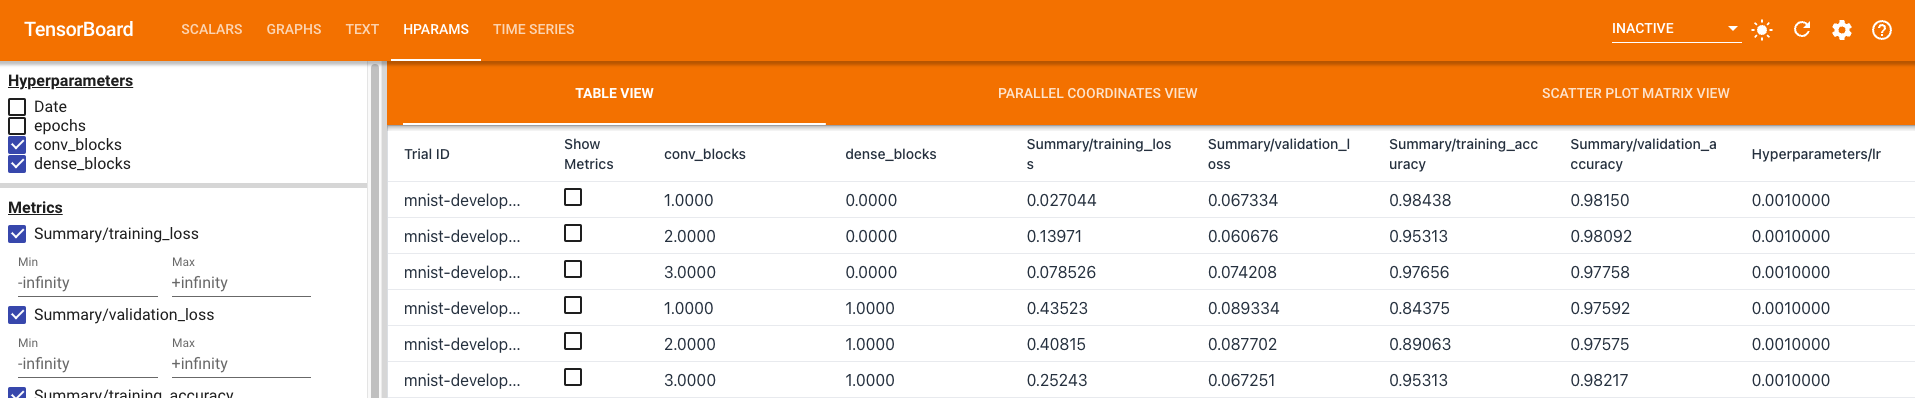 TensorBoard SCALARS GRAPHS TEXT HPARAMS TIME SERIES INACTIVE
Hyperparameters
Date
epochs
conv_blocks
dense_blocks
Metrics
Summary/training_loss
Min Max
-infinity +infinity
Summary/validation_loss
Min Max
-infinity +infinity
Summary/training_accuracy
TABLE VIEW PARALLEL COORDINATES VIEW SCATTER PLOT MATRIX VIEW
Trial ID Show Metrics conv_blocks dense_blocks Summary/training_loss Summary/validation_loss Summary/training_accuracy Summary/validation_accuracy Hyperparameters/lr
mnist-develop... 1.0000 0.0000 0.027044 0.067334 0.98438 0.98150 0.0010000
mnist-develop... 2.0000 0.0000 0.13971 0.060676 0.95313 0.98092 0.0010000
mnist-develop... 3.0000 0.0000 0.078526 0.074208 0.97656 0.97758 0.0010000
mnist-develop... 1.0000 1.0000 0.43523 0.089334 0.84375 0.97592 0.0010000
mnist-develop... 2.0000 1.0000 0.40815 0.087702 0.89063 0.97575 0.0010000
mnist-develop... 3.0000 1.0000 0.25243 0.067251 0.95313 0.98217 0.0010000